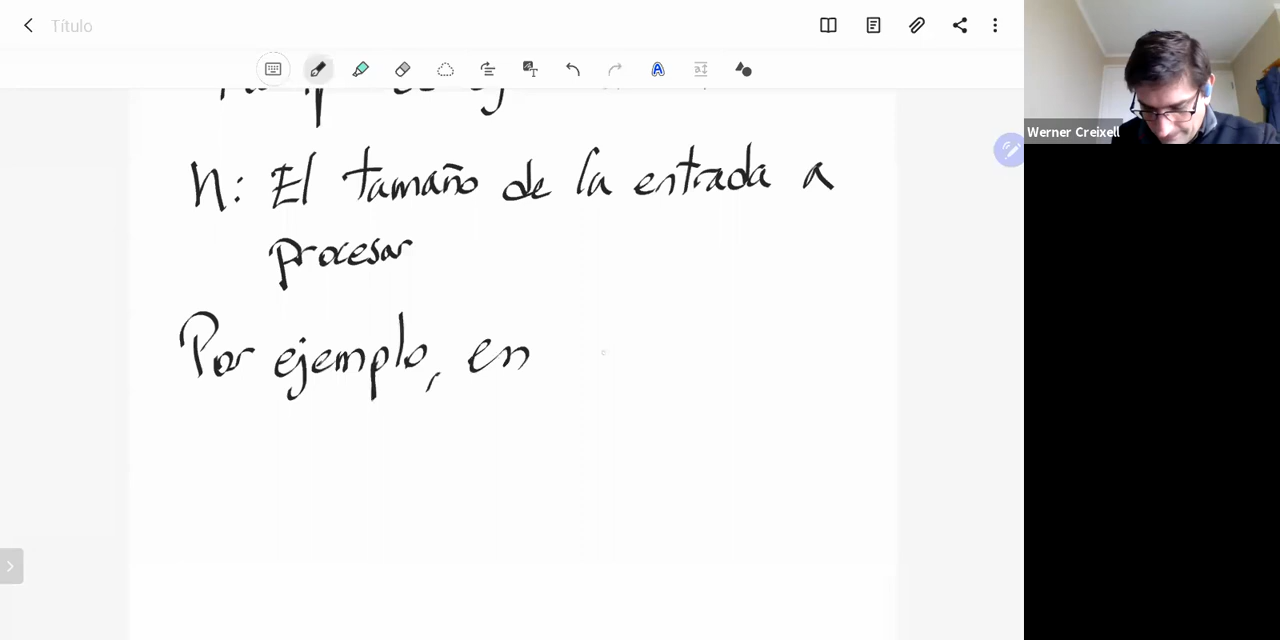 Título
n: El tamaño de la entrada a
procesar
Por ejemplo, en
Werner Creixell